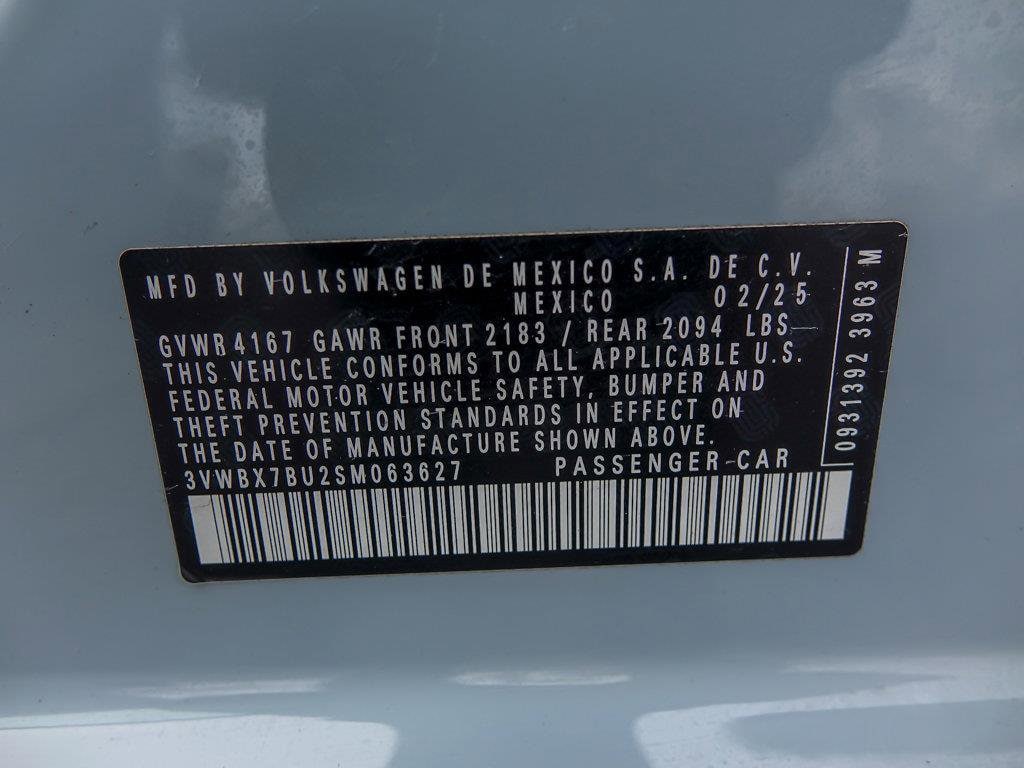 MFD BY VOLKSWAGEN DE MEXICO S.A. DE C.V.
MEXICO 02/25
GVWR 4167 GAWR FRONT 2183 / REAR 2094 LBS
THIS VEHICLE CONFORMS TO ALL APPLICABLE U.S.
FEDERAL MOTOR VEHICLE SAFETY, BUMPER AND
THEFT PREVENTION STANDARDS IN EFFECT ON
THE DATE OF MANUFACTURE SHOWN ABOVE.
3VWBX7BU2SM063627 PASSENGER-CAR
0931392 3963 M